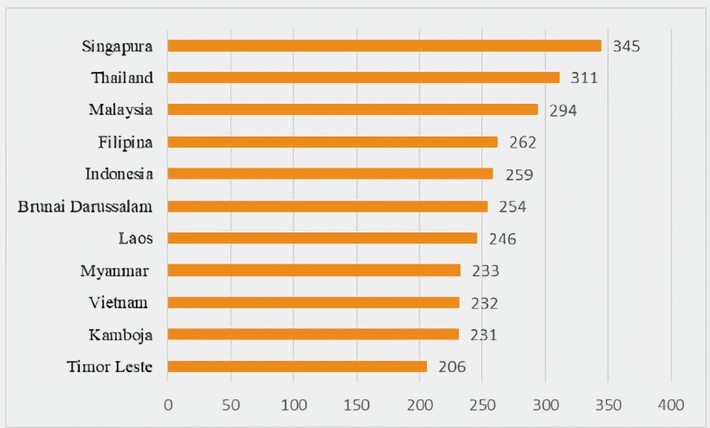 Singapura 345
Thailand 311
Malaysia 294
Filipina 262
Indonesia 259
Brunai Darussalam 254
Laos 246
Myanmar 233
Vietnam 232
Kamboja 231
Timor Leste 206
0 50 100 150 200 250 300 350 400